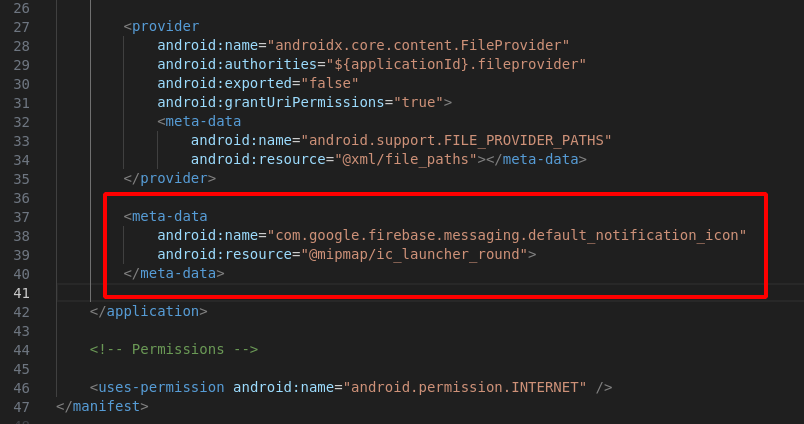 26
27 <provider
28 android:name="androidx.core.content.FileProvider"
29 android:authorities="${applicationId}.fileprovider"
30 android:exported="false"
31 android:grantUriPermissions="true">
32 <meta-data
33 android:name="android.support.FILE_PROVIDER_PATHS"
34 android:resource="@xml/file_paths"></meta-data>
35 </provider>
36
37 <meta-data
38 android:name="com.google.firebase.messaging.default_notification_icon"
39 android:resource="@mipmap/ic_launcher_round">
40 </meta-data>
41
42 </application>
43
44 <!-- Permissions -->
45
46 <uses-permission android:name="android.permission.INTERNET" />
47 </manifest>